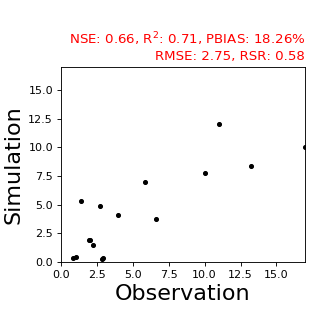 NSE: 0.66, R²: 0.71, PBIAS: 18.26%
RMSE: 2.75, RSR: 0.58
Simulation
15.0
12.5
10.0
7.5
5.0
2.5
0.0
0.0 2.5 5.0 7.5 10.0 12.5 15.0
Observation